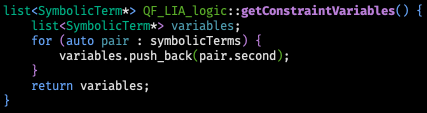 list<SymbolicTerm*> QF_LIA_logic::getConstraintVariables() {
    list<SymbolicTerm*> variables;
    for (auto pair : symbolicTerms) {
        variables.push_back(pair.second);
    }
    return variables;
}